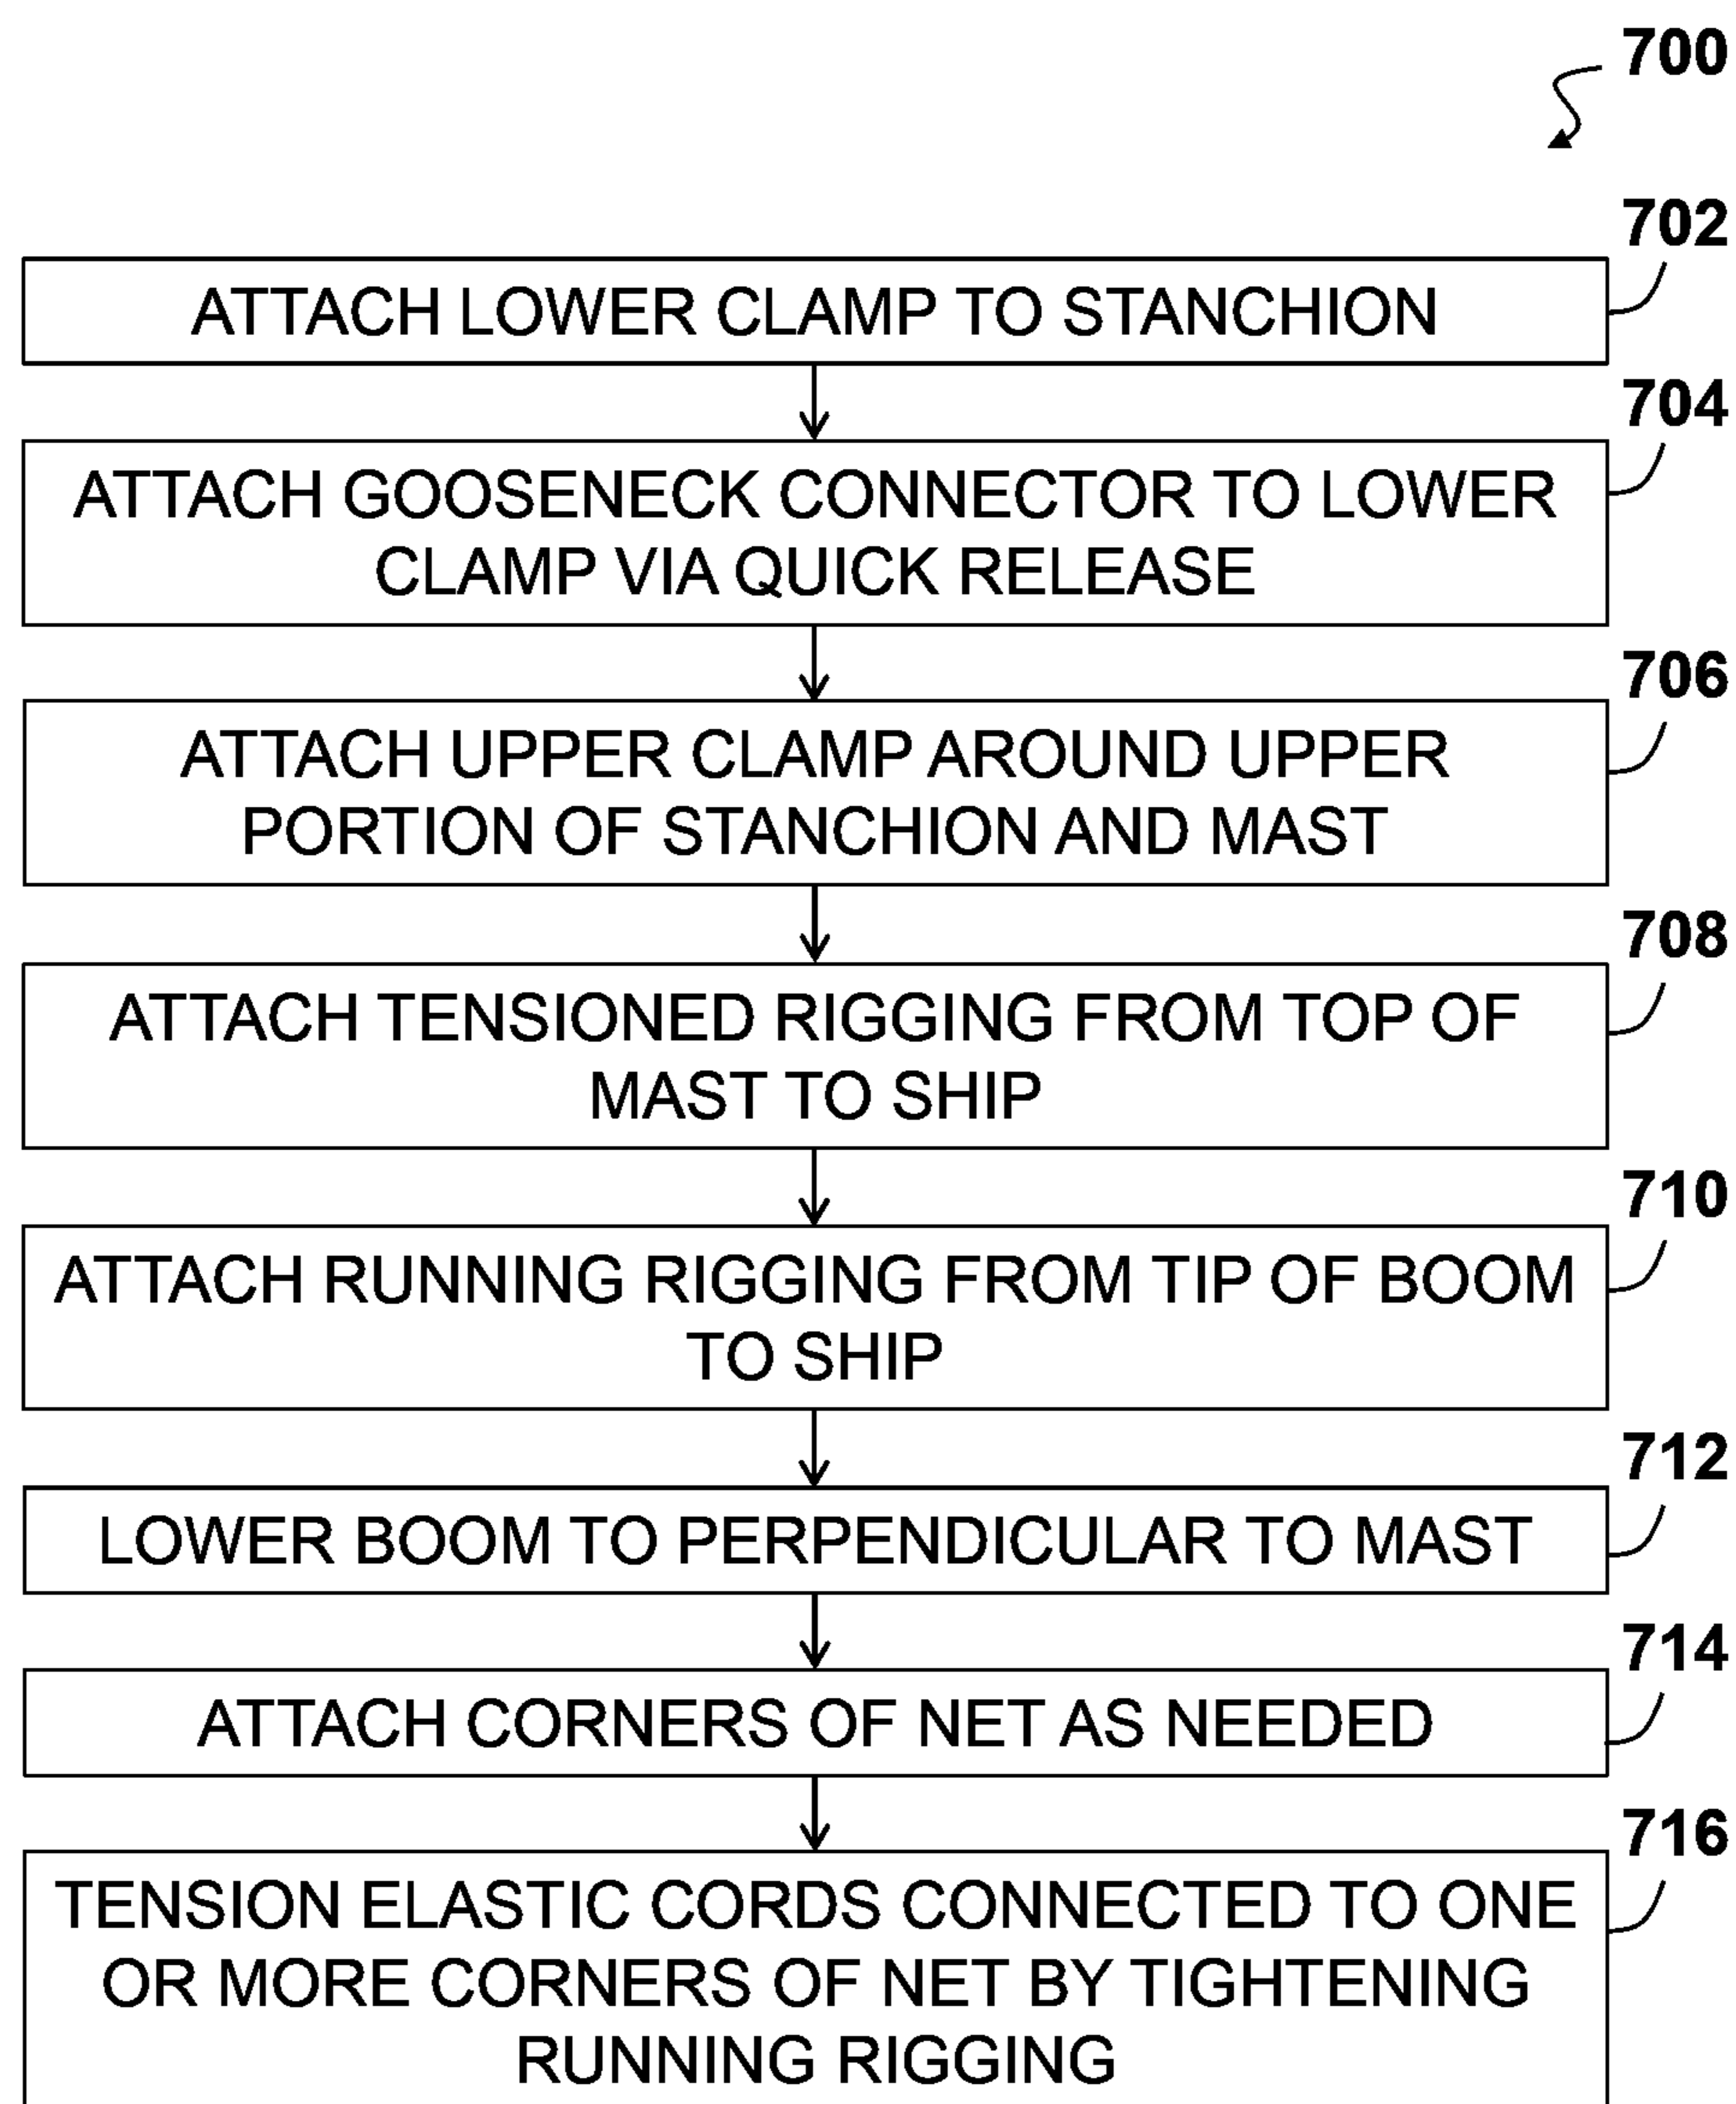 700
702
ATTACH LOWER CLAMP TO STANCHION
704
ATTACH GOOSENECK CONNECTOR TO LOWER
CLAMP VIA QUICK RELEASE
706
ATTACH UPPER CLAMP AROUND UPPER
PORTION OF STANCHION AND MAST
708
ATTACH TENSIONED RIGGING FROM TOP OF
MAST TO SHIP
710
ATTACH RUNNING RIGGING FROM TIP OF BOOM
TO SHIP
712
LOWER BOOM TO PERPENDICULAR TO MAST
714
ATTACH CORNERS OF NET AS NEEDED
716
TENSION ELASTIC CORDS CONNECTED TO ONE
OR MORE CORNERS OF NET BY TIGHTENING
RUNNING RIGGING